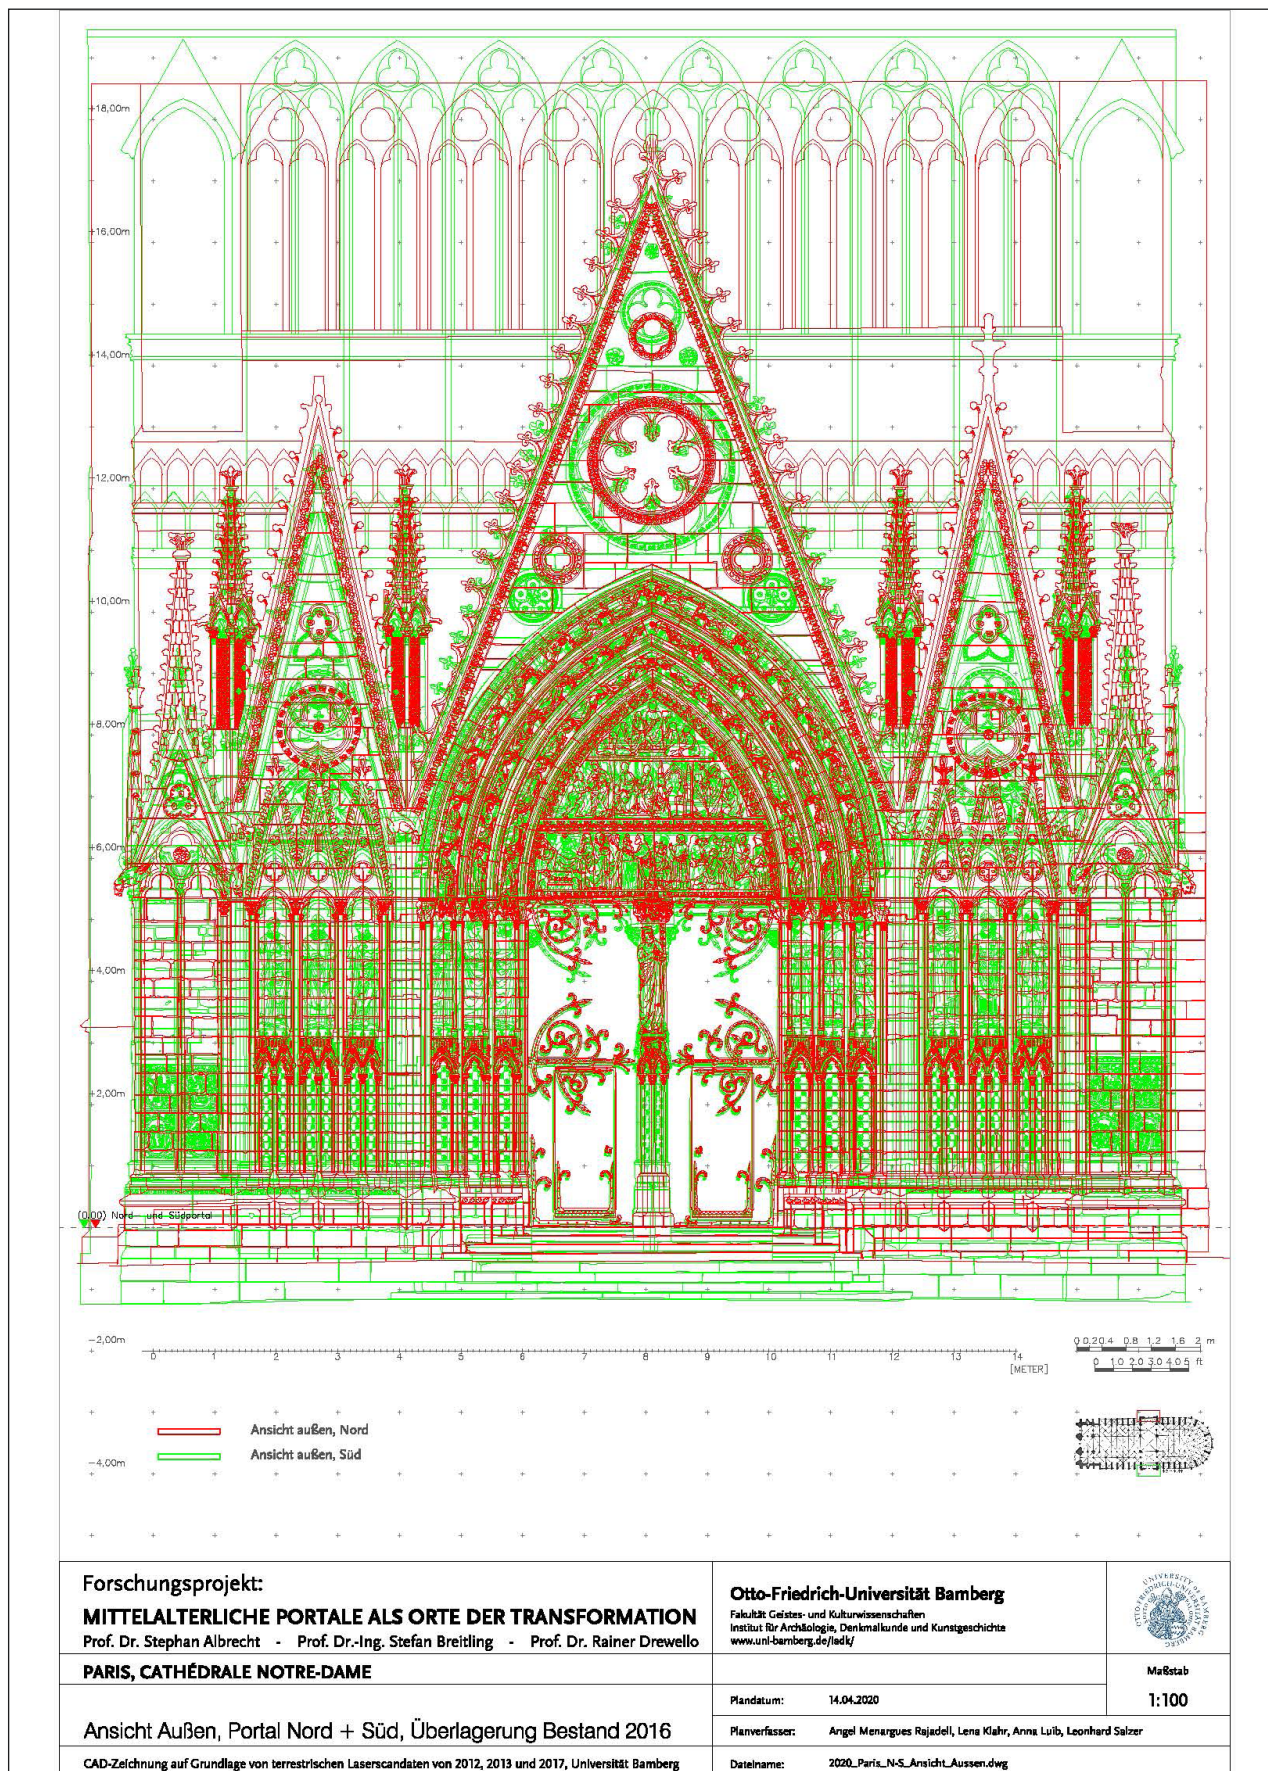 +18,00m
+16,00m
+14,00m
+12,00m
+10,00m
+8,00m
+6,00m
+4,00m
+2,00m
(0.00) Nord - und Südportal
−2,00m
0 1 2 3 4 5 6 7 8 9 10 11 12 13 14
[METER]
0 0.2 0.4 0.8 1.2 1.6 2 m
0 1.0 2.0 3.0 4.0 5 ft
Ansicht außen, Nord
Ansicht außen, Süd
−4,00m
Forschungsprojekt:
MITTELALTERLICHE PORTALE ALS ORTE DER TRANSFORMATION
Prof. Dr. Stephan Albrecht - Prof. Dr.-Ing. Stefan Breitling - Prof. Dr. Rainer Drewello
Otto-Friedrich-Universität Bamberg
Fakultät Geistes- und Kulturwissenschaften
Institut für Archäologie, Denkmalkunde und Kunstgeschichte
www.uni-bamberg.de/iadk/
UNIVERSITY OF BAMBERG
OTTO-FRIEDRICH-UNIVERSITÄT BAMBERG
PARIS, CATHÉDRALE NOTRE-DAME
Maßstab
1:100
Plandatum: 14.04.2020
Ansicht Außen, Portal Nord + Süd, Überlagerung Bestand 2016
Planverfasser: Angel Menargues Rajadell, Lena Klahr, Anna Luib, Leonhard Salzer
CAD-Zeichnung auf Grundlage von terrestrischen Laserscandaten von 2012, 2013 und 2017, Universität Bamberg
Dateiname: 2020_Paris_N-S_Ansicht_Aussen.dwg